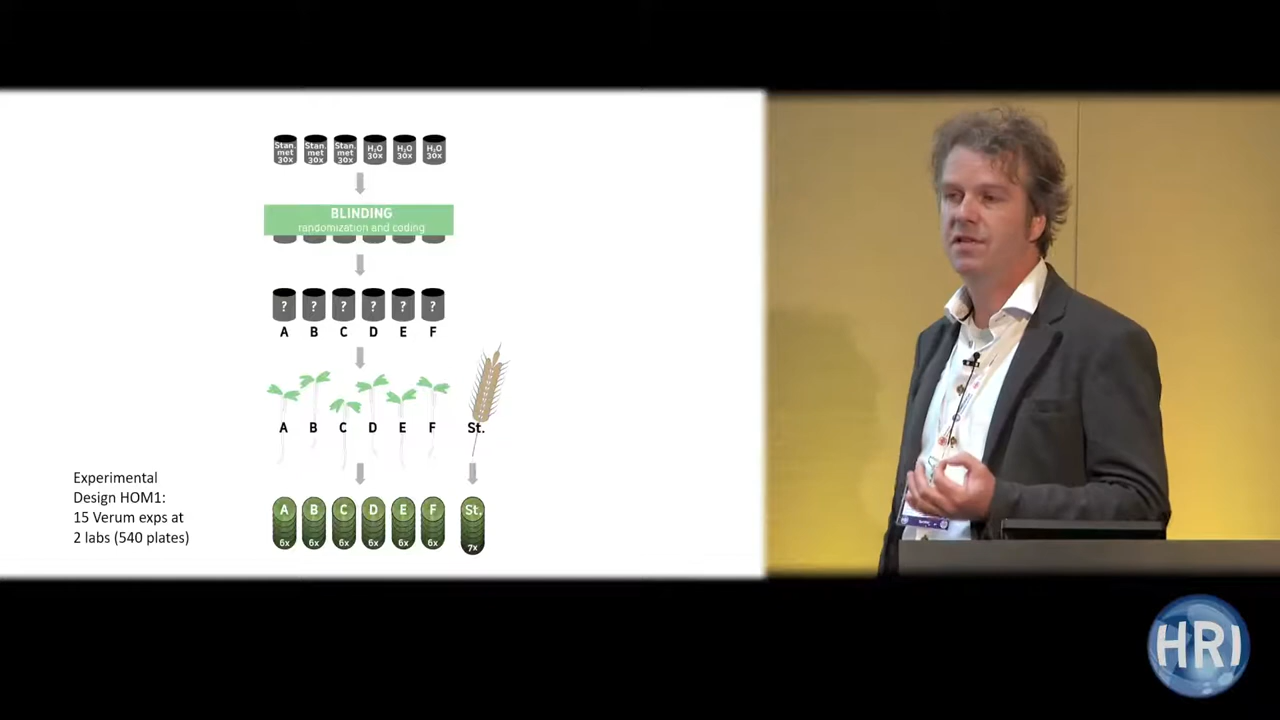 Stan. Stan. Stan. H₂O H₂O H₂O
met met met 30x 30x 30x
30x 30x 30x
BLINDING
randomization and coding
? ? ? ? ? ?
A B C D E F
A B C D E F St.
A B C D E F St.
6x 6x 6x 6x 6x 6x 7x
Experimental
Design HOM1:
15 Verum exps at
2 labs (540 plates)
HRI